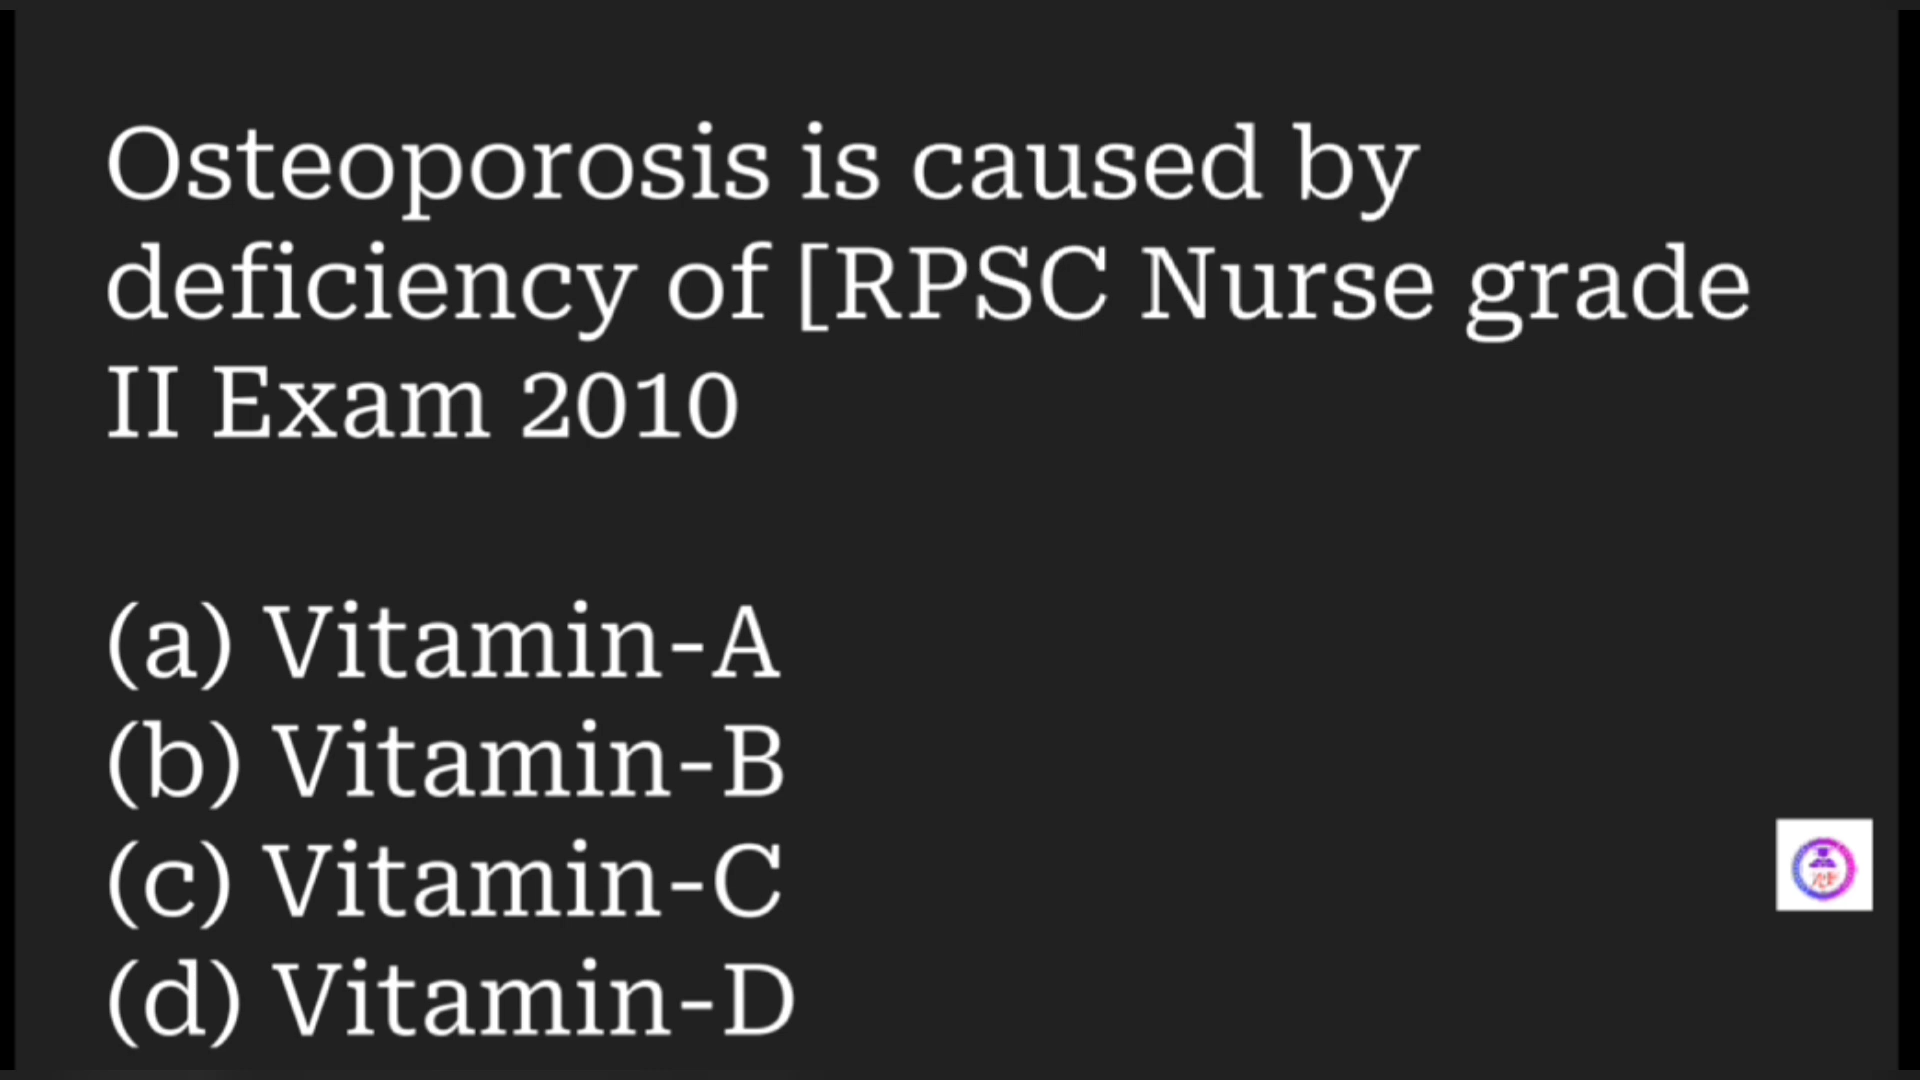 Osteoporosis is caused by
deficiency of [RPSC Nurse grade
II Exam 2010
(a) Vitamin-A
(b) Vitamin-B
(c) Vitamin-C
(d) Vitamin-D